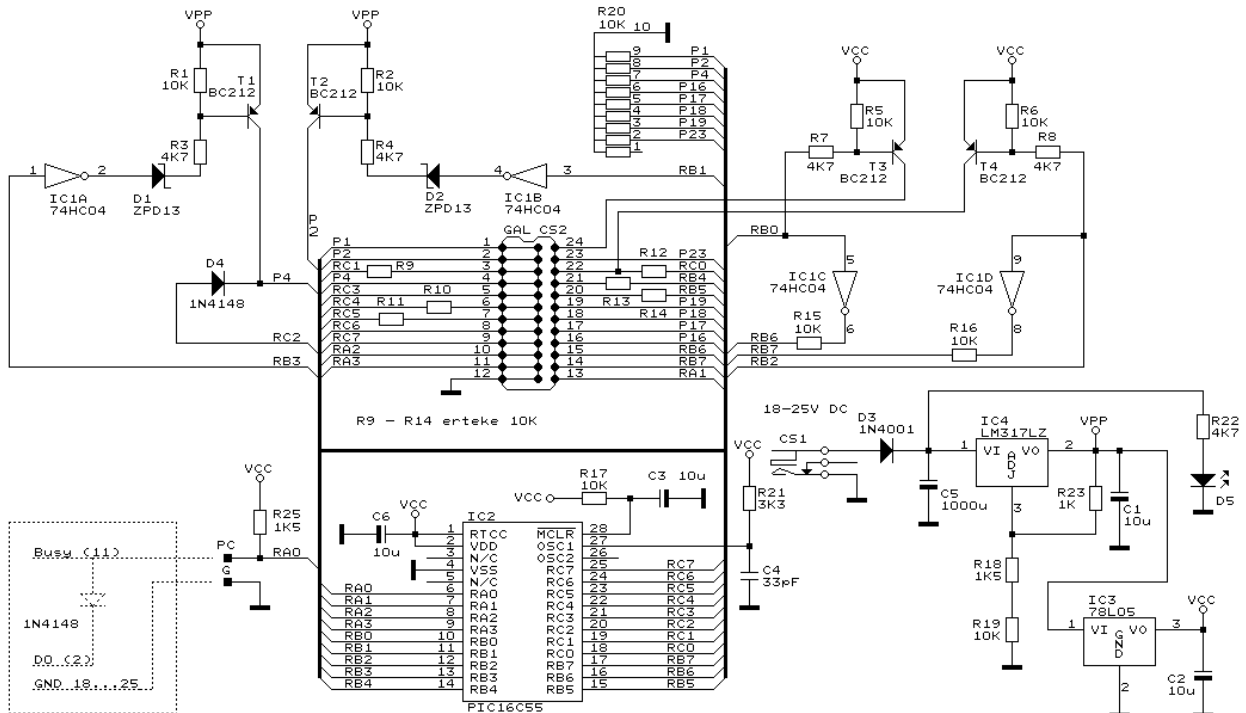 VPP
VPP
R20
10K
10
9 P1
8 P2
7 P4
6 P16
5 P17
4 P18
3 P19
2 P23
1
VCC
VCC
R1
10K
T1
BC212
T2
BC212
R2
10K
R5
10K
R6
10K
R3
4K7
R4
4K7
R7
4K7
R8
4K7
T3
BC212
T4
BC212
1
2
IC1A
74HC04
D1
ZPD13
D2
ZPD13
4
3
IC1B
74HC04
RB1
P2
GAL CS2
RB0
P1 1 24
P2 2 23 P23
RC1 R9 3 22 R12 RC0
P4 4 21 RB4
RC3 5 20 RB5
RC4 R10 6 19 R13 P19
RC5 R11 7 18 R14 P18
RC6 8 17 P17
RC7 9 16 P16
RA2 10 15 RB6
RA3 11 14 RB7
12 13 RA1
D4
1N4148
P4
RC2
RB3
5
IC1C
74HC04
6
9
IC1D
74HC04
8
R15
10K
R16
10K
RB6
RB7
RB2
R9 - R14 erteke 10K
18-25V DC
CS1
D3
1N4001
IC4
LM317LZ
1 VI VO 2
ADJ
3
VPP
R22
4K7
D5
C5
1000u
R23
1K
C1
10u
R18
1K5
R19
10K
IC3
78L05
1 VI VO 3
GND
2
VCC
C2
10u
VCC
R21
3K3
C4
33pF
VCC
R17
10K
C3 10u
VCC
R25
1K5
PC
G
RA0
Busy (11)
1N4148
D0 (2)
GND 18...25
VCC
C6
10u
IC2
1 RTCC MCLR 28
2 VDD OSC1 27
3 N/C OSC2 26
4 VSS RC7 25 RC7
5 N/C RC6 24 RC6
RA0 6 RA0 RC5 23 RC5
RA1 7 RA1 RC4 22 RC4
RA2 8 RA2 RC3 21 RC3
RA3 9 RA3 RC2 20 RC2
RB0 10 RB0 RC1 19 RC1
RB1 11 RB1 RC0 18 RC0
RB2 12 RB2 RB7 17 RB7
RB3 13 RB3 RB6 16 RB6
RB4 14 RB4 RB5 15 RB5
PIC16C55